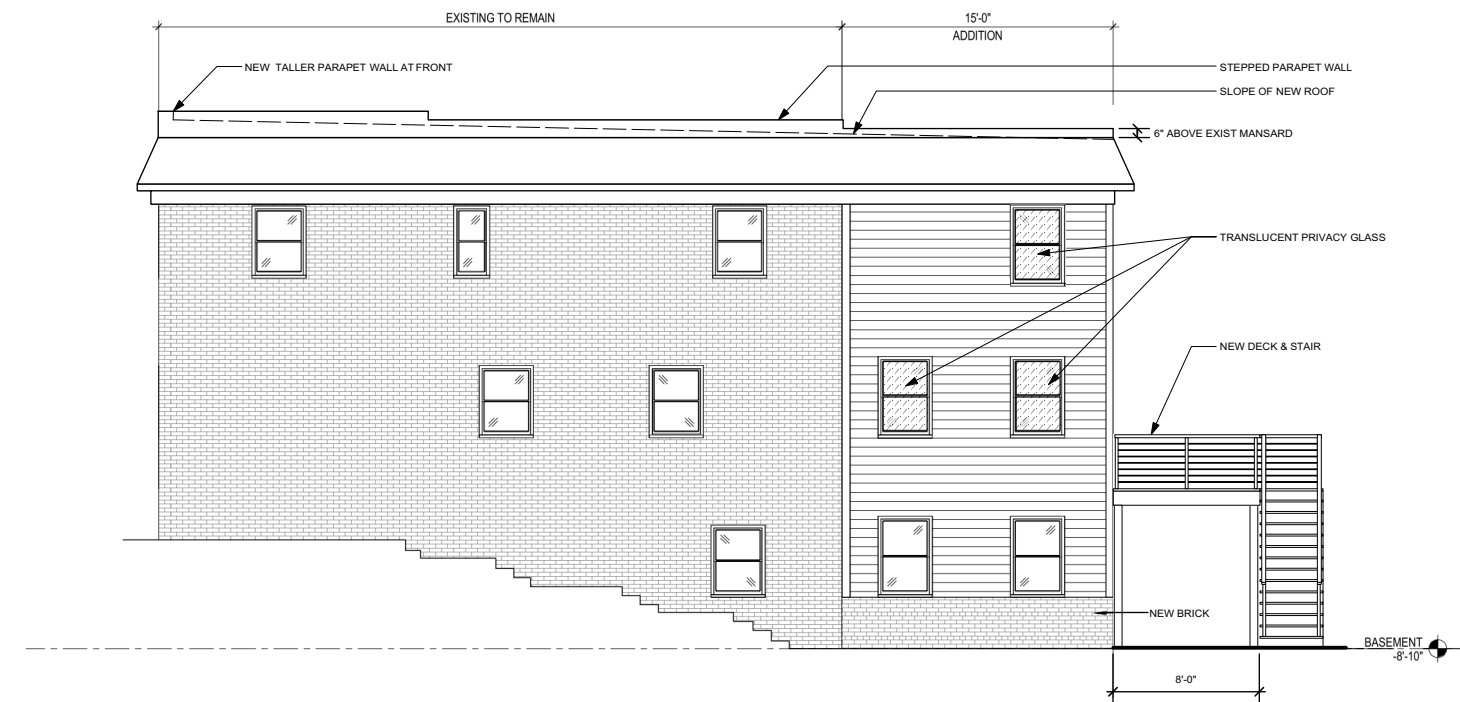 EXISTING TO REMAIN
15'-0"
ADDITION
NEW TALLER PARAPET WALL AT FRONT
STEPPED PARAPET WALL
SLOPE OF NEW ROOF
6" ABOVE EXIST MANSARD
TRANSLUCENT PRIVACY GLASS
NEW DECK & STAIR
NEW BRICK
BASEMENT
-8'-10"
8'-0"